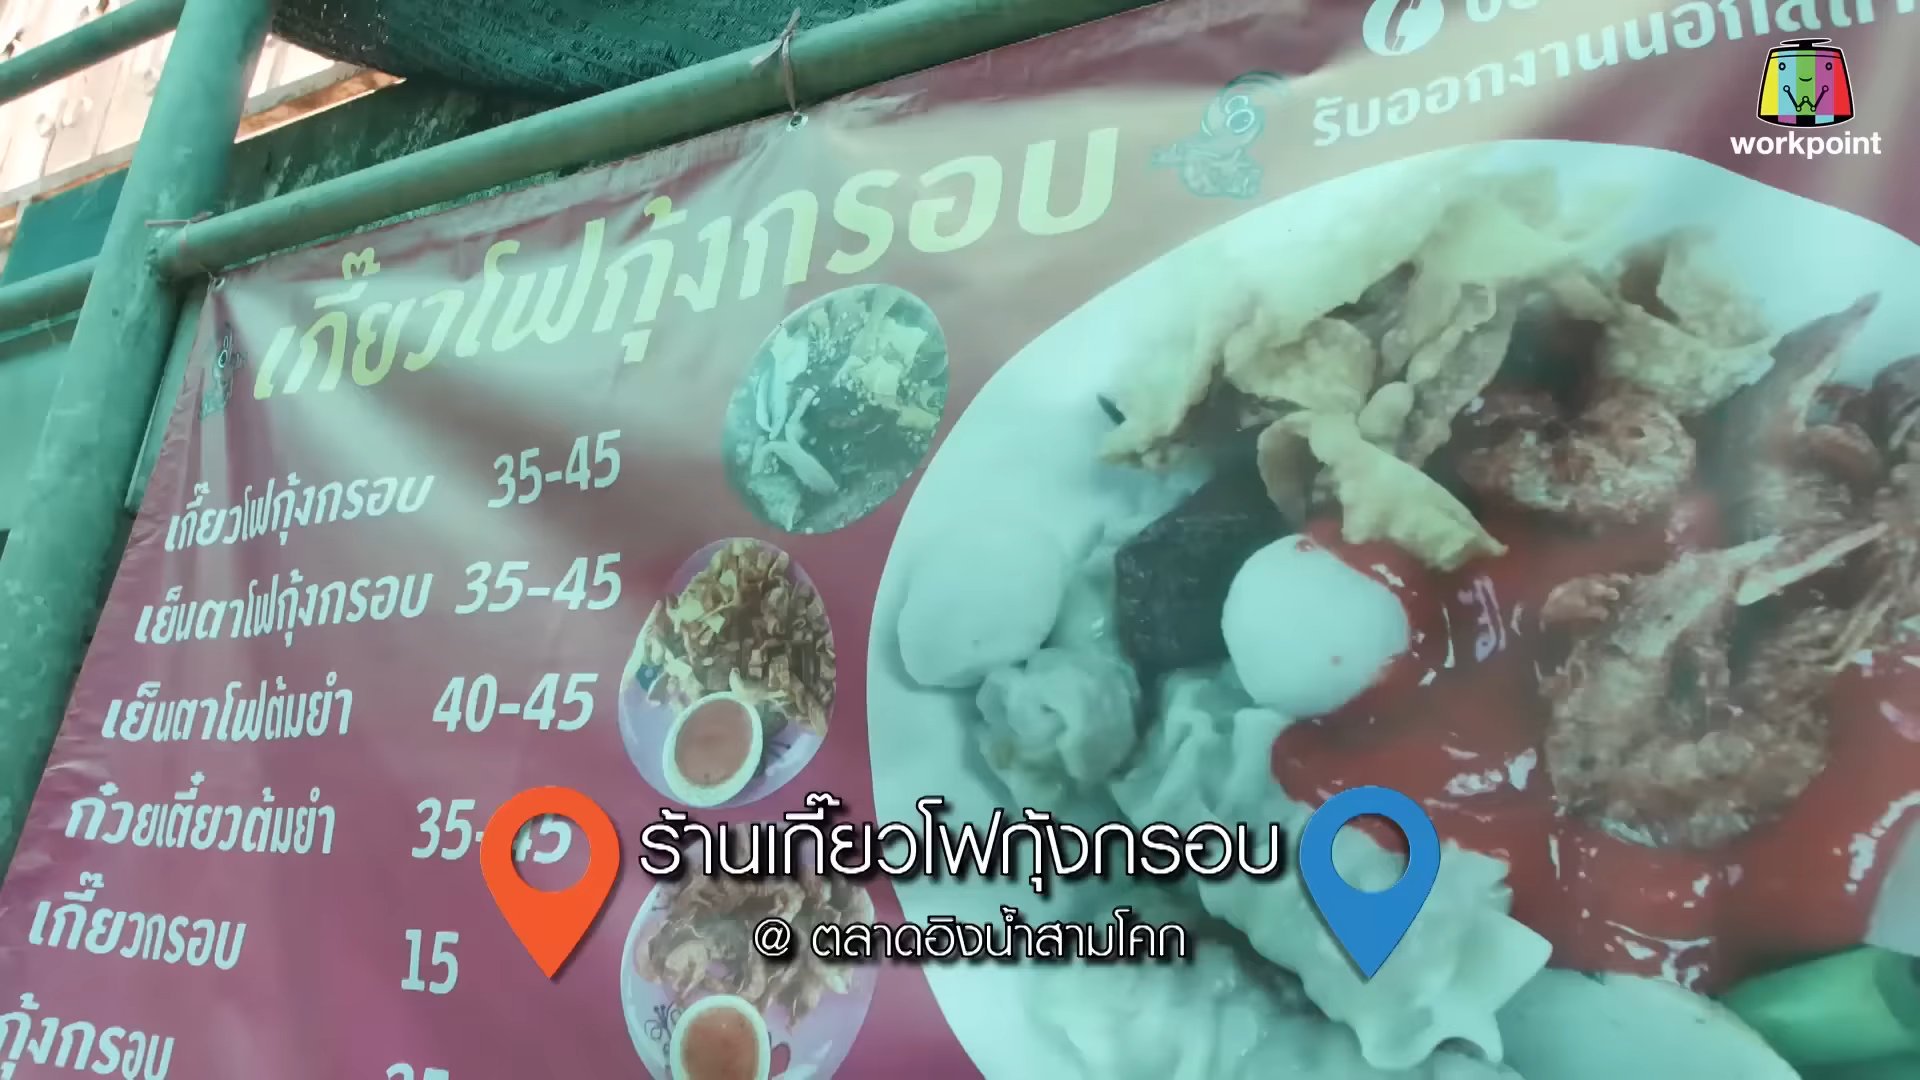 รับออกงานนอกสถา
workpoint
เกี๊ยวโฟกุ้งกรอบ
เกี๊ยวโฟกุ้งกรอบ 35-45
เย็นตาโฟกุ้งกรอบ 35-45
เย็นตาโฟต้มยำ 40-45
ก๋วยเตี๋ยวต้มยำ 35-45
เกี๊ยวกรอบ 15
กุ้งกรอบ
ร้านเกี๊ยวโฟกุ้งกรอบ
@ ตลาดอิงน้ำสามโคก